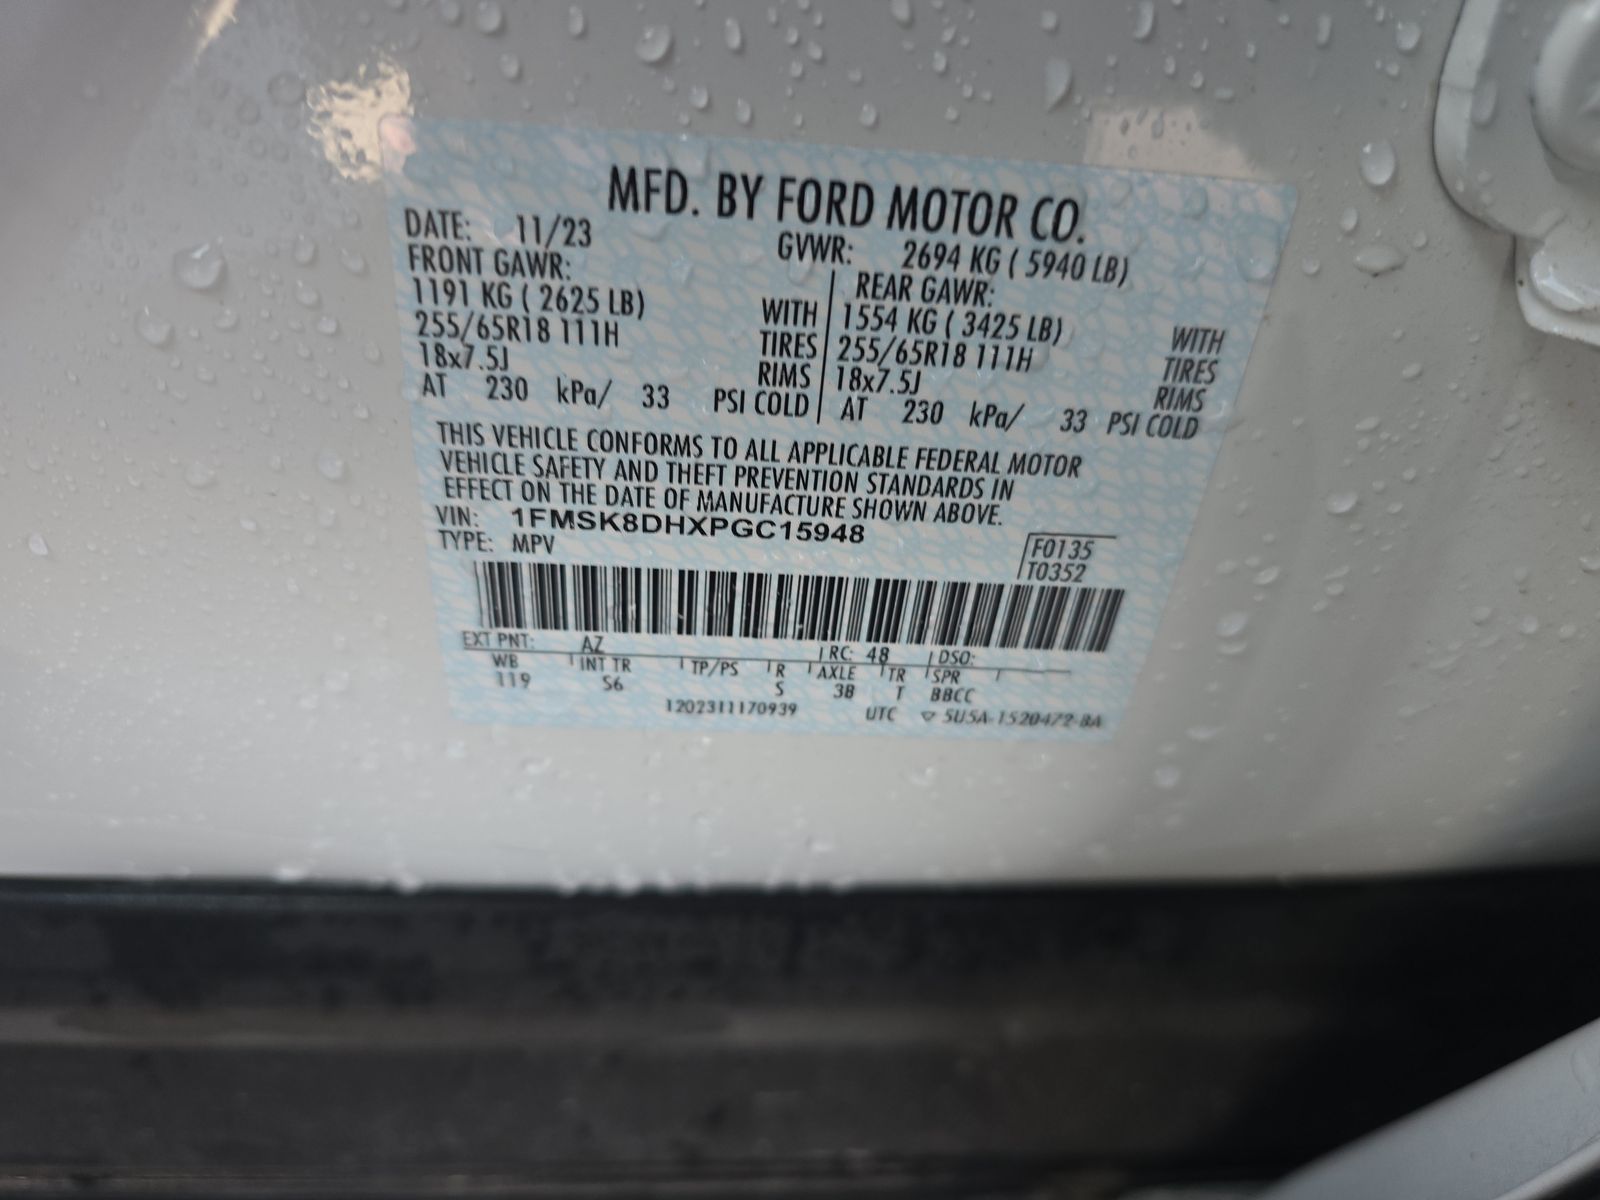 MFD. BY FORD MOTOR CO.
DATE: 11/23 GVWR: 2694 KG ( 5940 LB)
FRONT GAWR: REAR GAWR:
1191 KG ( 2625 LB) WITH 1554 KG ( 3425 LB) WITH
255/65R18 111H TIRES 255/65R18 111H TIRES
18x7.5J RIMS 18x7.5J RIMS
AT 230 kPa/ 33 PSI COLD AT 230 kPa/ 33 PSI COLD
THIS VEHICLE CONFORMS TO ALL APPLICABLE FEDERAL MOTOR
VEHICLE SAFETY AND THEFT PREVENTION STANDARDS IN
EFFECT ON THE DATE OF MANUFACTURE SHOWN ABOVE.
VIN: 1FMSK8DHXPGC15948
TYPE: MPV
F0135
T0352
EXT PNT: AZ RC: 48 DSO:
WB INT TR TP/PS R AXLE TR SPR
119 S6 S 3B T BBCC
1202311170939 UTC ▽ 5U5A-1520472-BA